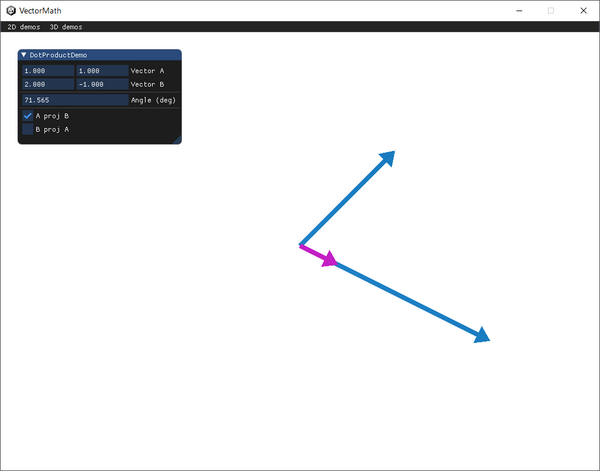 VectorMath
2D demos 3D demos
DotProductDemo
1.000 1.000 Vector A
2.000 -1.000 Vector B
71.565 Angle (deg)
A proj B
B proj A